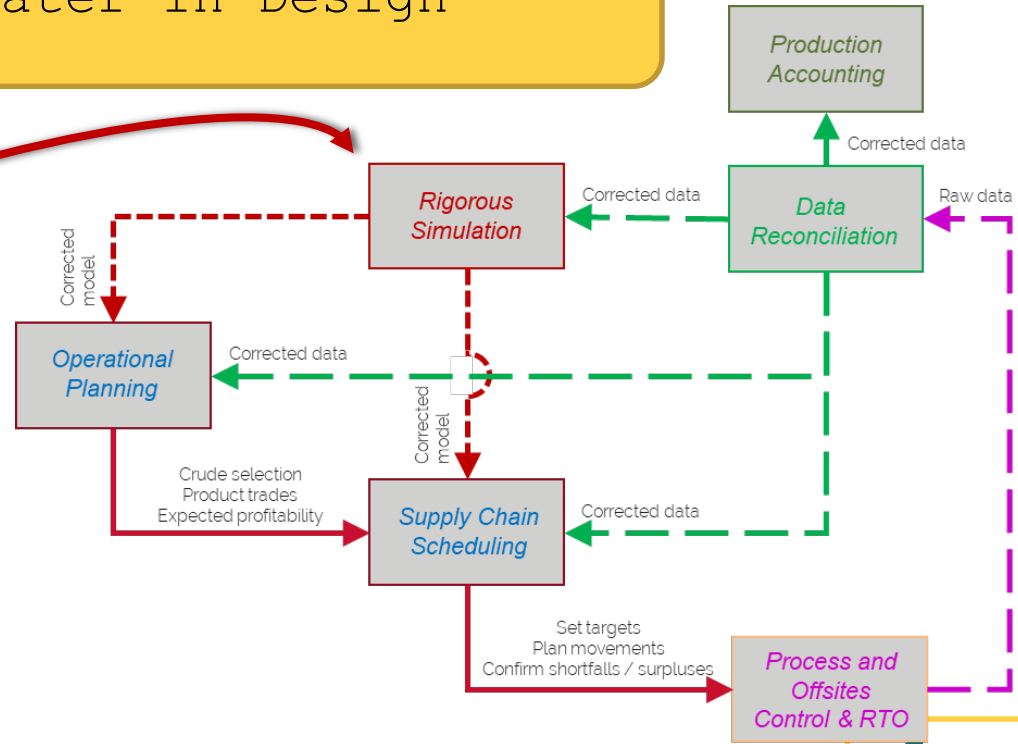 in Design
Production
Accounting
Corrected data
Rigorous
Simulation
Corrected data
Data
Reconciliation
Raw data
Corrected
model
Operational
Planning
Corrected data
Corrected
model
Crude selection
Product trades
Expected profitability
Supply Chain
Scheduling
Corrected data
Set targets
Plan movements
Confirm shortfalls / surpluses
Process and
Offsites
Control & RTO